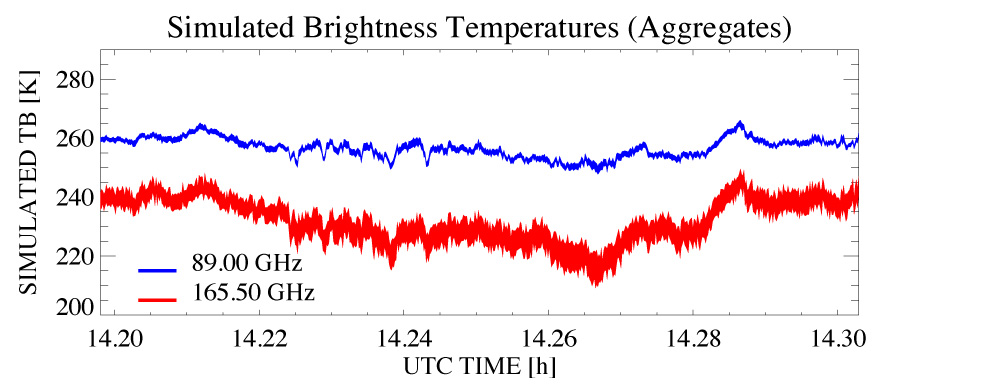 Simulated Brightness Temperatures (Aggregates)
SIMULATED TB [K]
280
260
240
220
200
89.00 GHz
165.50 GHz
14.20 14.22 14.24 14.26 14.28 14.30
UTC TIME [h]